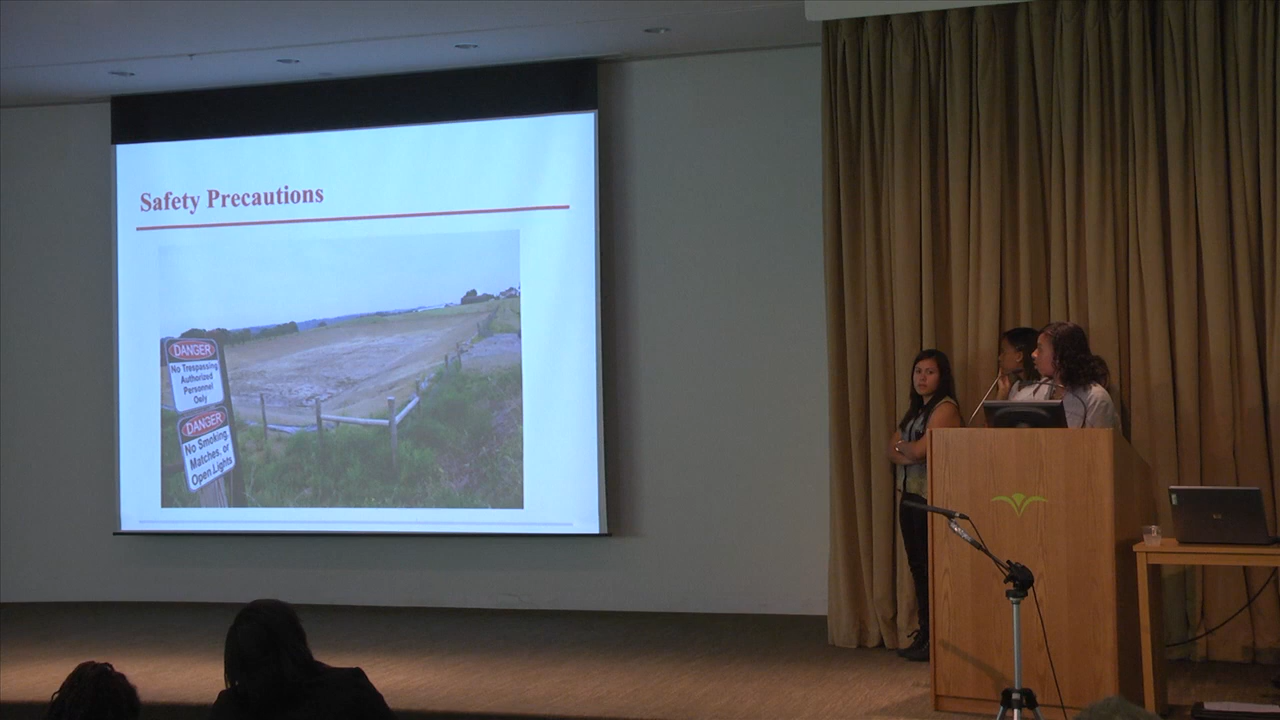 Safety Precautions
DANGER
No Trespassing
Authorized
Personnel
Only
DANGER
No Smoking,
Matches, or
Open Lights